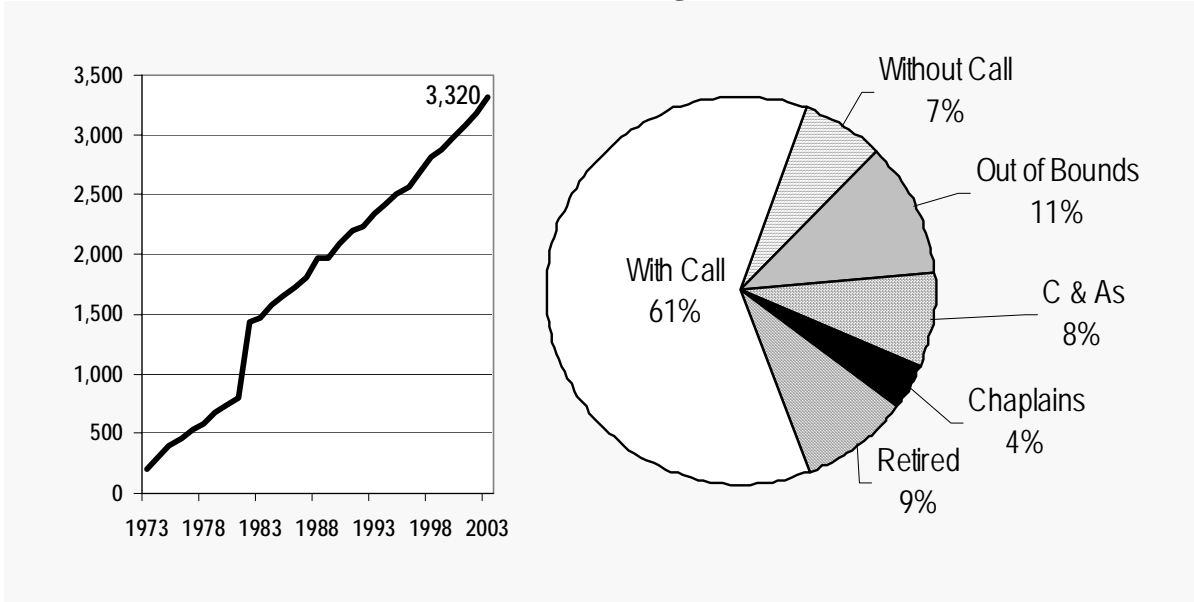 3,500
3,000
2,500
2,000
1,500
1,000
500
0
3,320
1973 1978 1983 1988 1993 1998 2003
Without Call
7%
Out of Bounds
11%
C & As
8%
Chaplains
4%
Retired
9%
With Call
61%